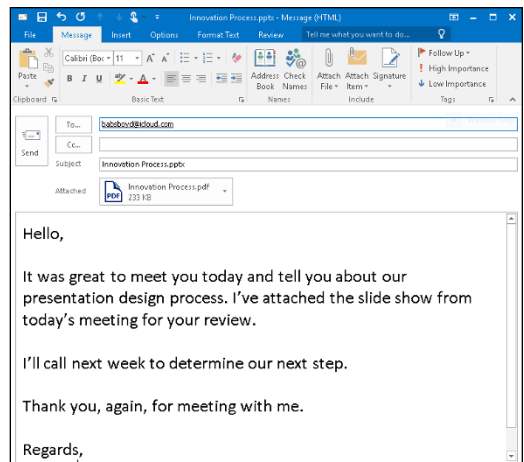 Innovation Process.pptx - Message (HTML)
File Message Insert Options Format Text Review Tell me what you want to do...
Calibri (Boc 11 A A
Paste B I U A
Address Book Check Names Attach File Attach Item Signature
Follow Up
High Importance
Low Importance
Clipboard Basic Text Names Include Tags
Send
To... babsboyd@icloud.com
Cc...
Subject Innovation Process.pptx
Attached PDF Innovation Process.pdf
233 KB
Hello,
It was great to meet you today and tell you about our
presentation design process. I've attached the slide show from
today's meeting for your review.
I'll call next week to determine our next step.
Thank you, again, for meeting with me.
Regards,